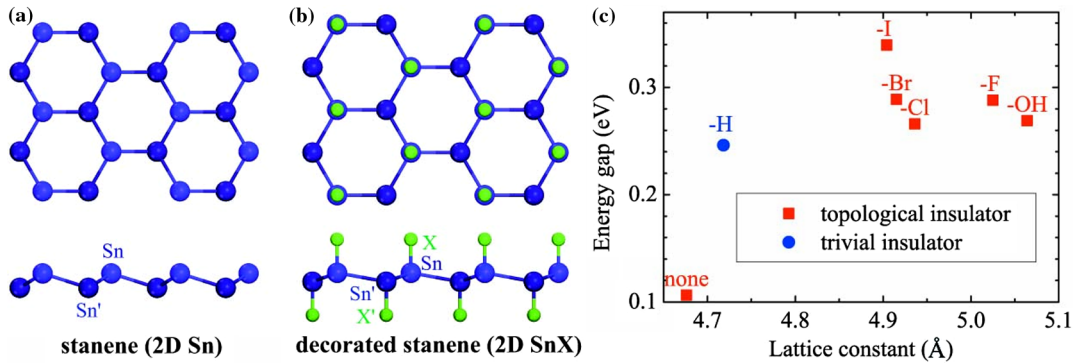 (a)
Sn
Sn'
stanene (2D Sn)
(b)
X
Sn
Sn'
X'
decorated stanene (2D SnX)
(c)
Energy gap (eV)
0.3
0.2
0.1
-I
-Br
-Cl
-F
-OH
-H
none
topological insulator
trivial insulator
4.7
4.8
4.9
5.0
5.1
Lattice constant (Å)